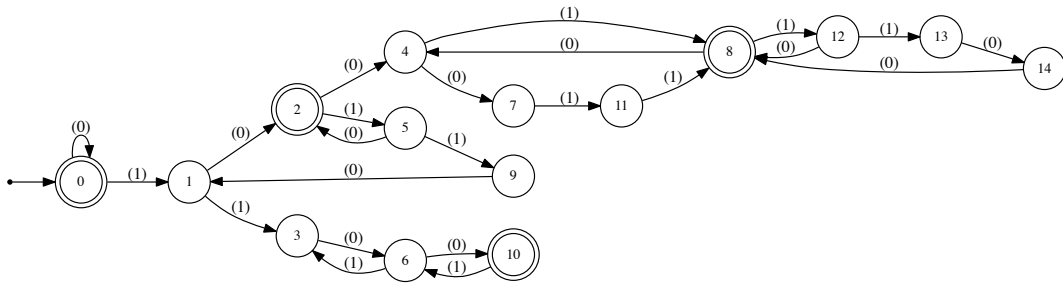 (1)
4 (0) 8 (1) 12 (1) 13
(0) (0) (0)
(0) (0) 14
(1)
2 (1) 5 7 (1) 11
(0)
(0) (0) (1)
0 (1) 1 (0) 9
(1)
3 (0)
(1) 6 (0) 10
(1)